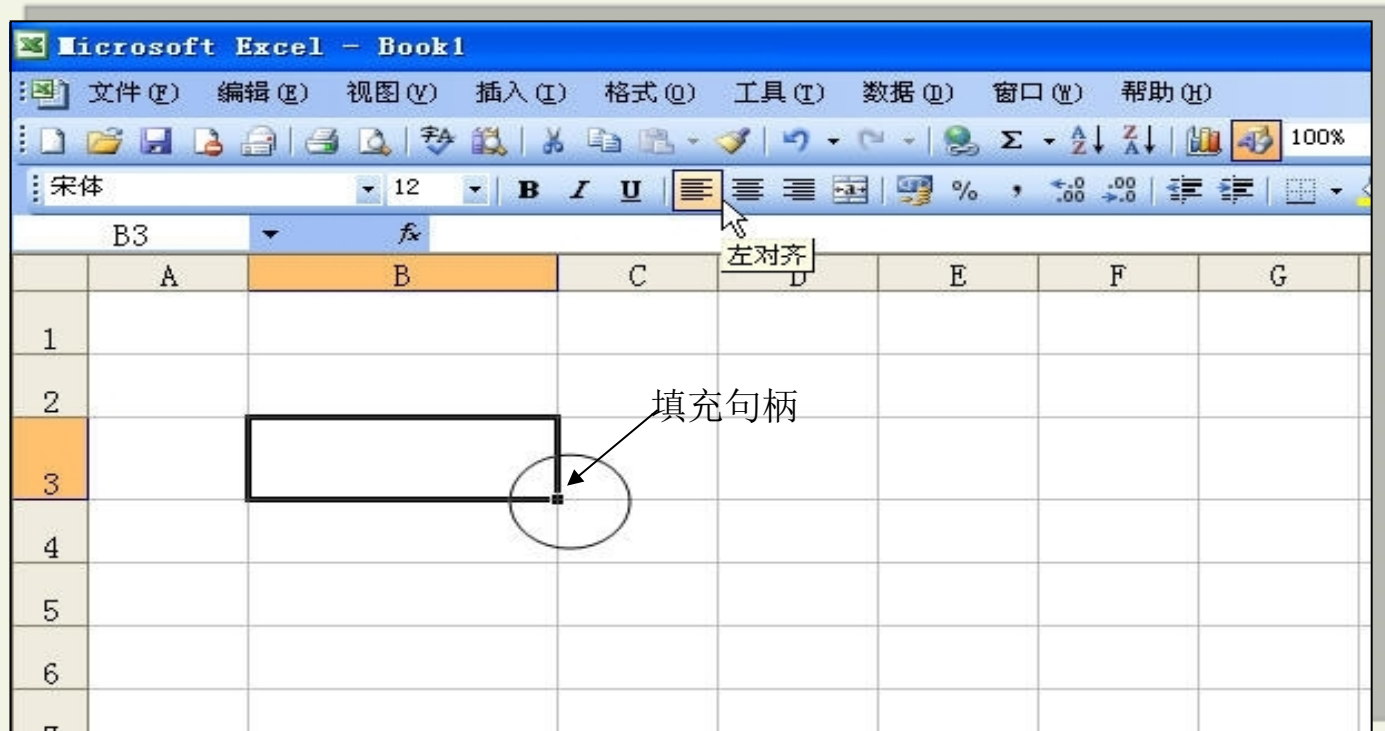 Microsoft Excel - Book1
文件(F) 编辑(E) 视图(V) 插入(I) 格式(O) 工具(T) 数据(D) 窗口(W) 帮助(H)
100%
宋体 12 B I U % ,
B3 fx
左对齐
A B C D E F G
1
2
填充句柄
3
4
5
6